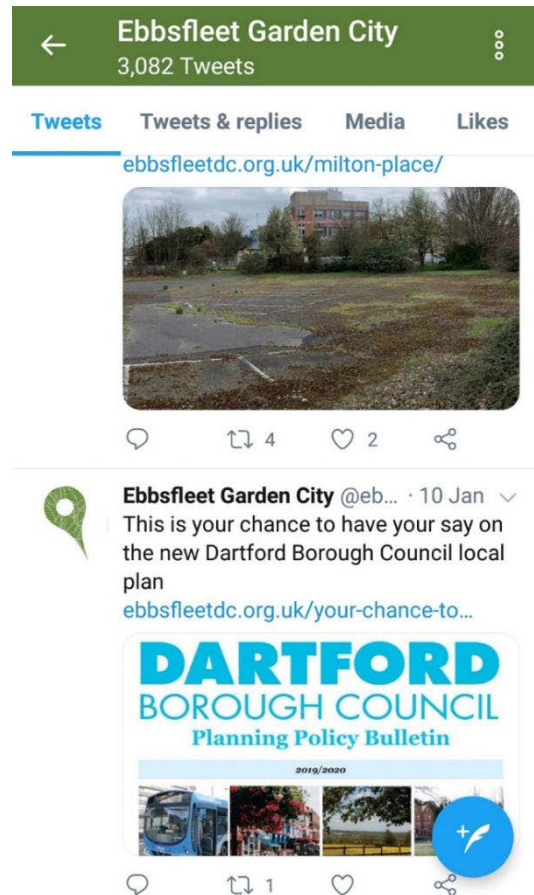 Ebbsfleet Garden City
3,082 Tweets
Tweets Tweets & replies Media Likes
ebbsfleetdc.org.uk/milton-place/
4 2
Ebbsfleet Garden City @eb... · 10 Jan
This is your chance to have your say on
the new Dartford Borough Council local
plan
ebbsfleetdc.org.uk/your-chance-to...
DARTFORD
BOROUGH COUNCIL
Planning Policy Bulletin
2019/2020
1